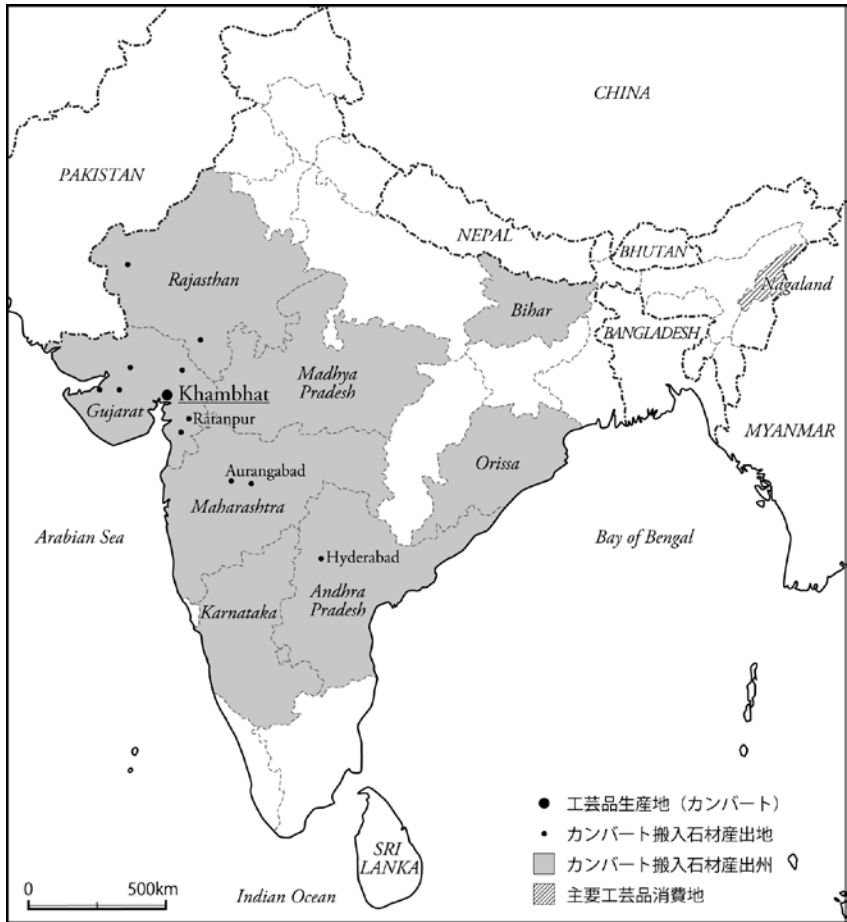 CHINA
PAKISTAN
NEPAL
BHUTAN
Rajasthan
Nagaland
Bihar
BANGLADESH
Madhya
Pradesh
Khambhat
Gujarat
Ratanpur
MYANMAR
Orissa
Aurangabad
Maharashtra
Arabian Sea
Bay of Bengal
Hyderabad
Andhra
Pradesh
Karnataka
工芸品生産地（カンバート）
カンバート搬入石材産出地
カンバート搬入石材産出州
主要工芸品消費地
SRI
LANKA
0 500km
Indian Ocean